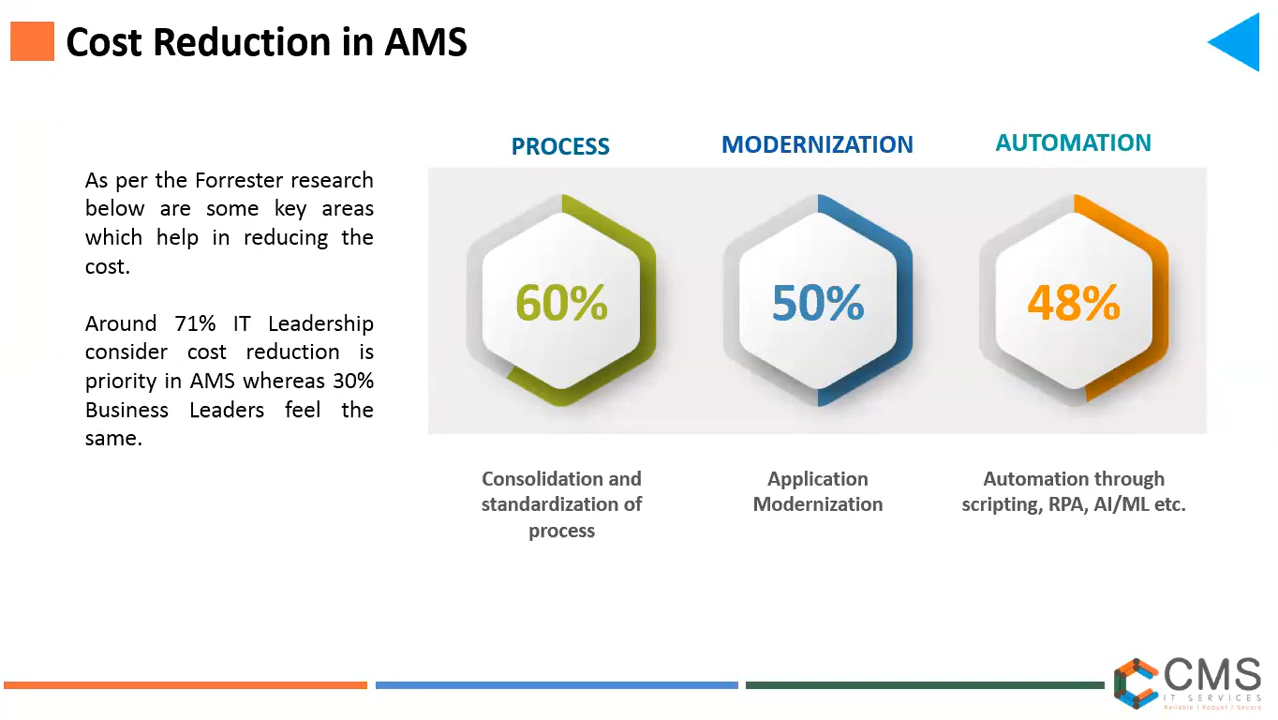 Cost Reduction in AMS
As per the Forrester research
below are some key areas
which help in reducing the
cost.
Around 71% IT Leadership
consider cost reduction is
priority in AMS whereas 30%
Business Leaders feel the
same.
PROCESS
MODERNIZATION
AUTOMATION
60%
50%
48%
Consolidation and
standardization of
process
Application
Modernization
Automation through
scripting, RPA, AI/ML etc.
CMS
IT SERVICES
Reliable | Robust | Secure